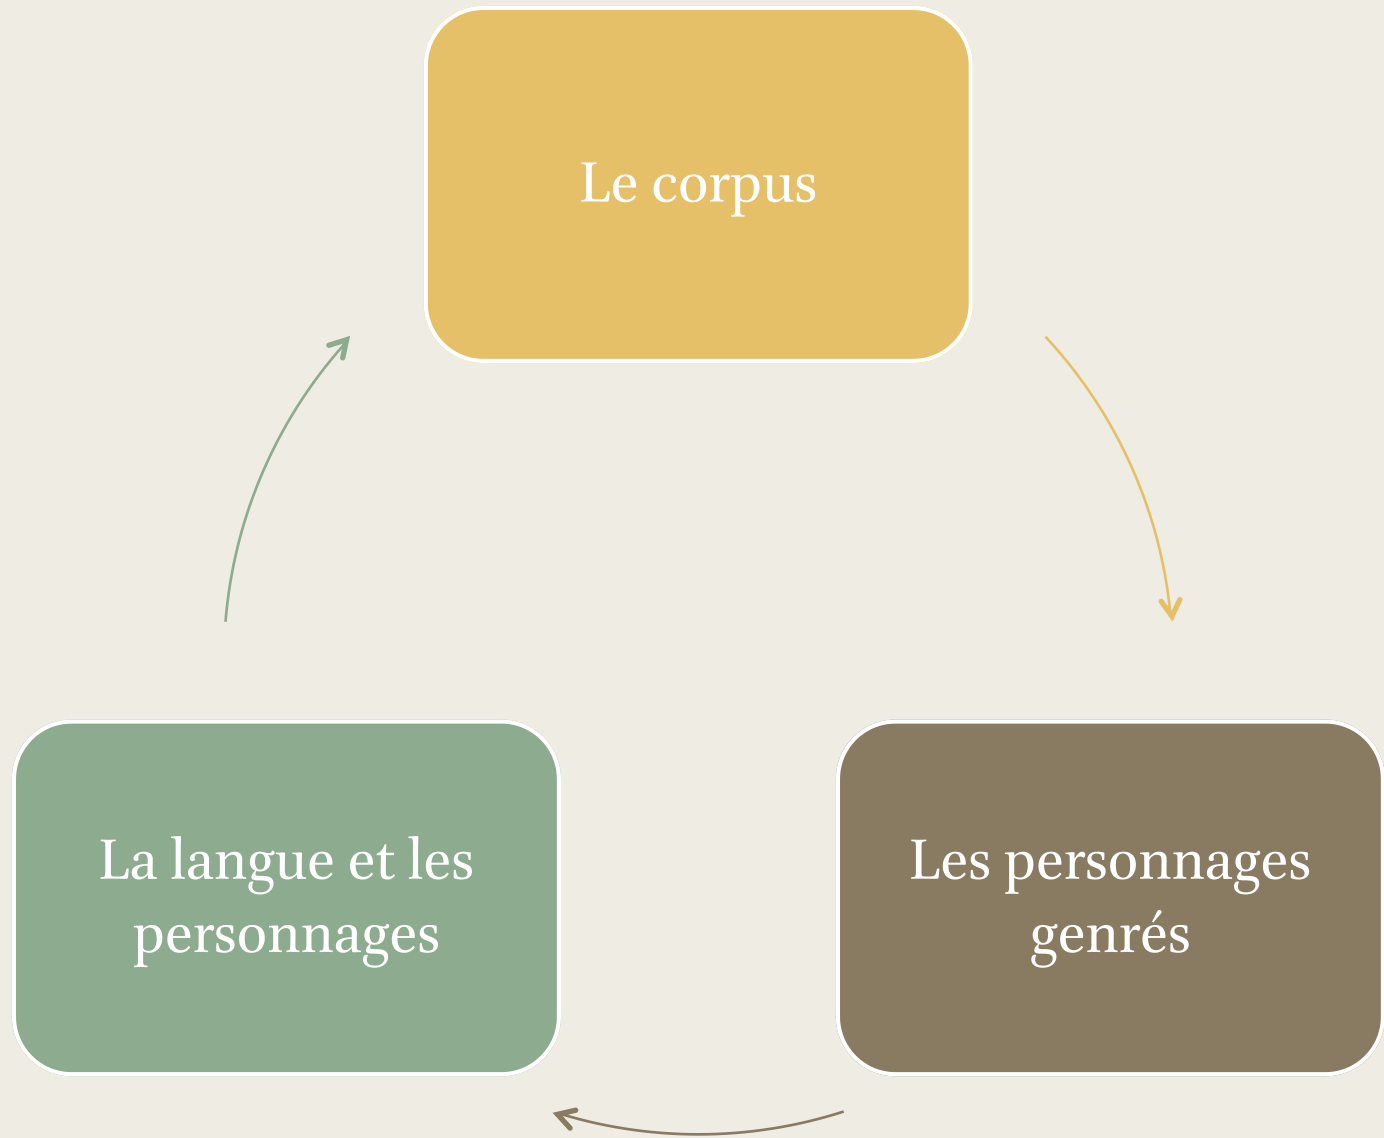 Le corpus
La langue et les
personnages
Les personnages
genrés